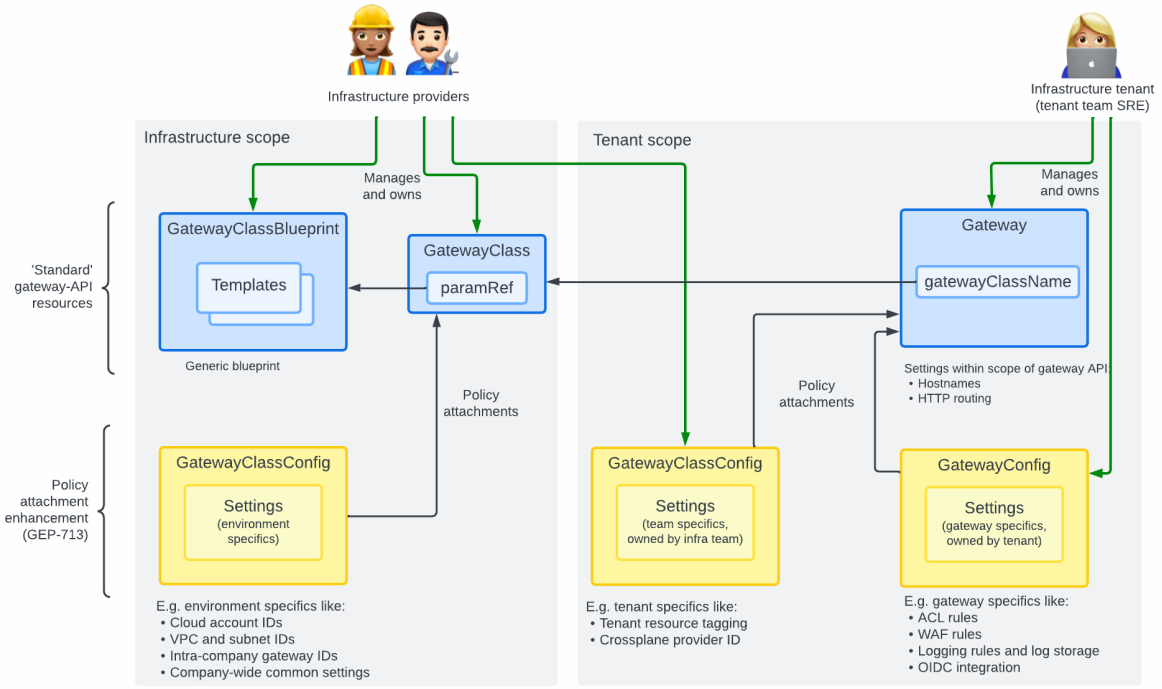 Infrastructure providers
Infrastructure tenant
(tenant team SRE)
Infrastructure scope
Tenant scope
Manages
and owns
Manages
and owns
'Standard'
gateway-API
resources
GatewayClassBlueprint
Templates
Generic blueprint
GatewayClass
paramRef
Gateway
gatewayClassName
Settings within scope of gateway API:
• Hostnames
• HTTP routing
Policy
attachments
Policy
attachments
Policy
attachment
enhancement
(GEP-713)
GatewayClassConfig
Settings
(environment
specifics)
E.g. environment specifics like:
• Cloud account IDs
• VPC and subnet IDs
• Intra-company gateway IDs
• Company-wide common settings
GatewayClassConfig
Settings
(team specifics,
owned by infra team)
E.g. tenant specifics like:
• Tenant resource tagging
• Crossplane provider ID
GatewayConfig
Settings
(gateway specifics,
owned by tenant)
E.g. gateway specifics like:
• ACL rules
• WAF rules
• Logging rules and log storage
• OIDC integration